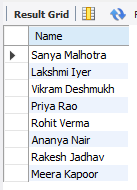 Result Grid
Name
Sanya Malhotra
Lakshmi Iyer
Vikram Deshmukh
Priya Rao
Rohit Verma
Ananya Nair
Rakesh Jadhav
Meera Kapoor